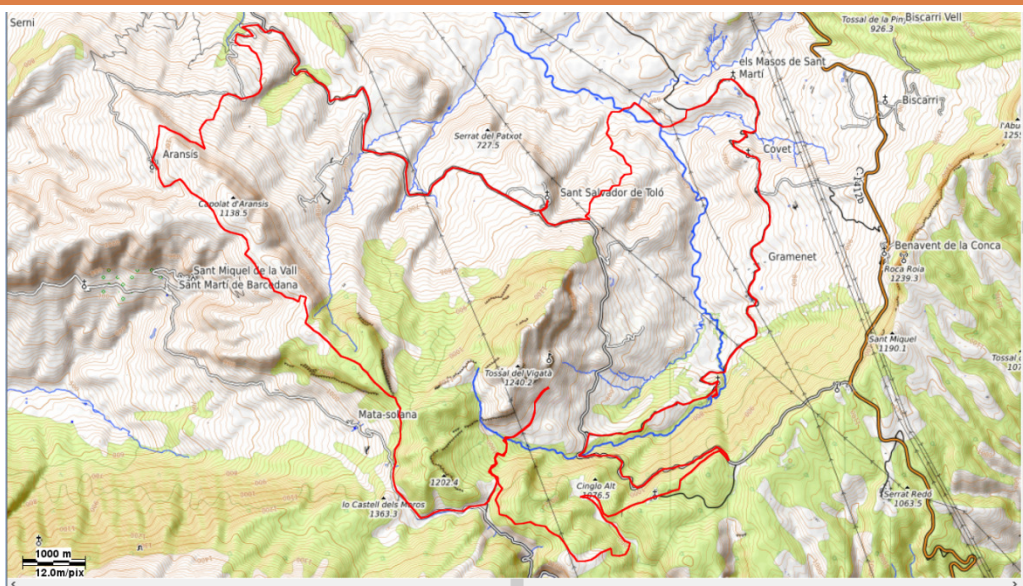 Serni
Tossal de la Pin
926.3
Biscarri Vell
els Masos de Sant
Martí
Biscarri
l'Abu
125
Serrat del Patxot
727.5
Aransis
Covet
Capolat d'Aransis
1138.5
Sant Salvador de Toló
C-1412b
Sant Miquel de la Vall
Sant Martí de Barcedana
Gramenet
Benavent de la Conca
Roca Roia
1239.3
Sant Miquel
1190.1
Tossal
107
Tossal del Vigatà
1240.2
Mata-solana
1202.4
Cinglo Alt
1076.5
lo Castell dels Moros
1363.3
Serrat Redó
1063.5
1000 m
12.0m/pix